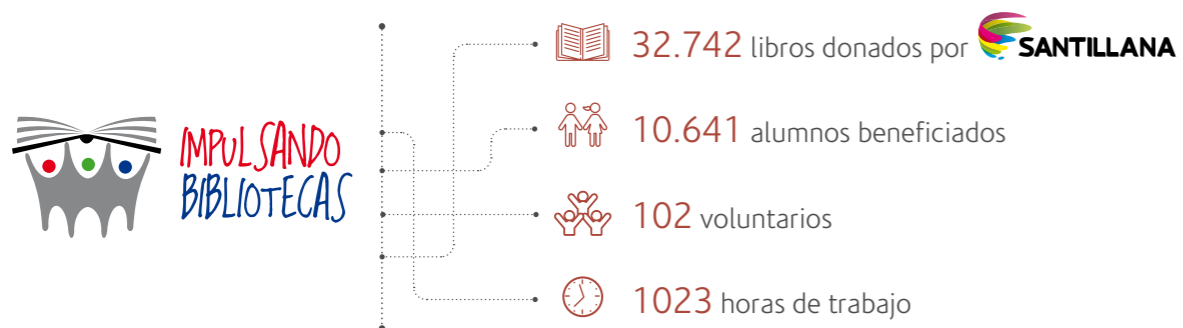 IMPULSANDO
BIBLIOTECAS
32.742 libros donados por SANTILLANA
10.641 alumnos beneficiados
102 voluntarios
1023 horas de trabajo